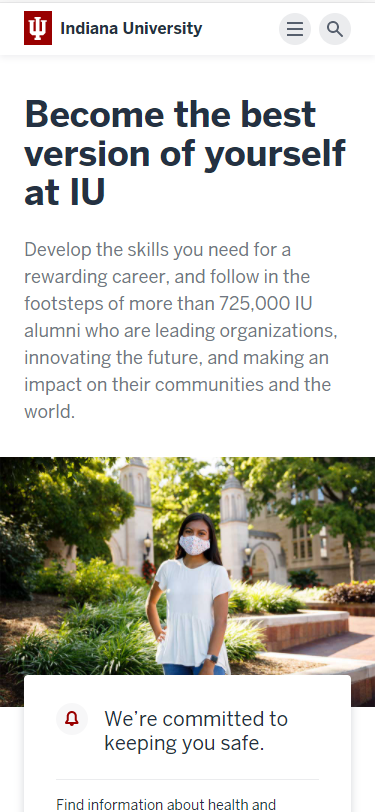 Indiana University
Become the best
version of yourself
at IU
Develop the skills you need for a
rewarding career, and follow in the
footsteps of more than 725,000 IU
alumni who are leading organizations,
innovating the future, and making an
impact on their communities and the
world.
We’re committed to
keeping you safe.
Find information about health and